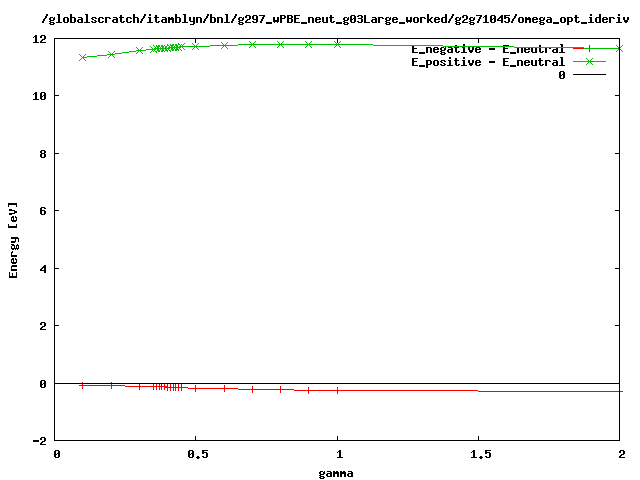 /globalscratch/itamblyn/bnl/g297_wPBE_neut_g03Large_worked/g2g71045/omega_opt_ideriv
12
10
8
6
4
2
0
-2
Energy [eV]
E_negative - E_neutral
E_positive - E_neutral
0
0
0.5
1
1.5
2
gamma